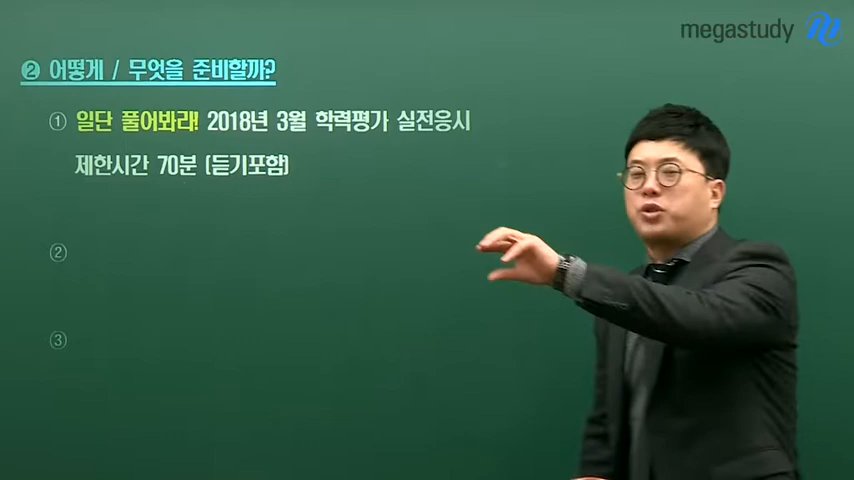 megastudy
❷ 어떻게 / 무엇을 준비할까?
① 일단 풀어봐라! 2018년 3월 학력평가 실전응시
제한시간 70분 (듣기포함)
②
③